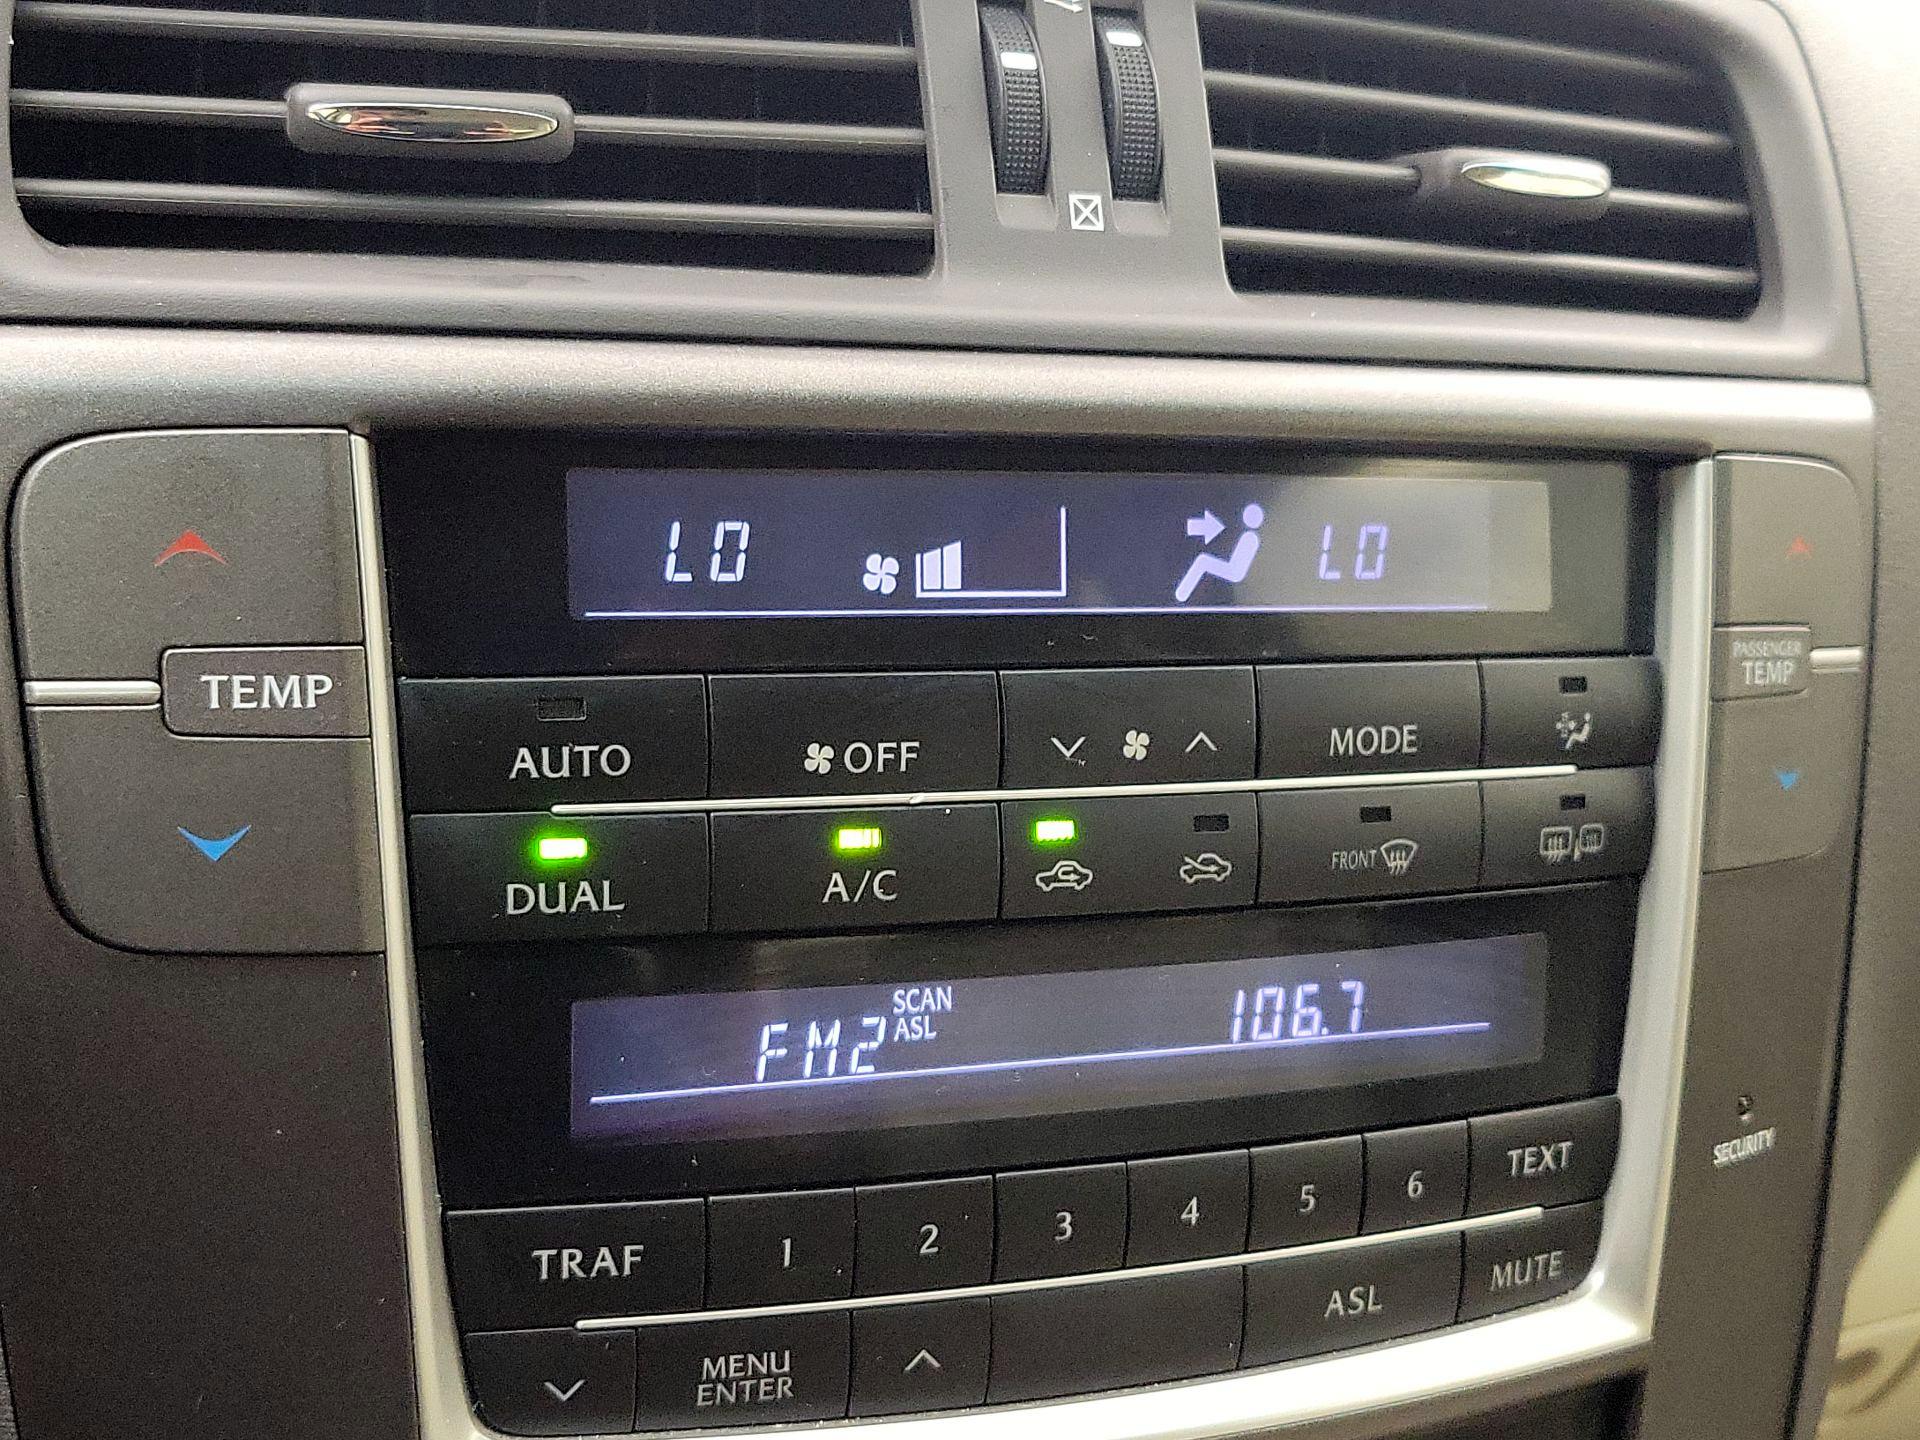 LO
LO
TEMP
PASSENGER
TEMP
AUTO
OFF
MODE
DUAL
A/C
FRONT
FM2
SCAN
ASL
106.7
SECURITY
TRAF
1
2
3
4
5
6
TEXT
MENU
ENTER
ASL
MUTE